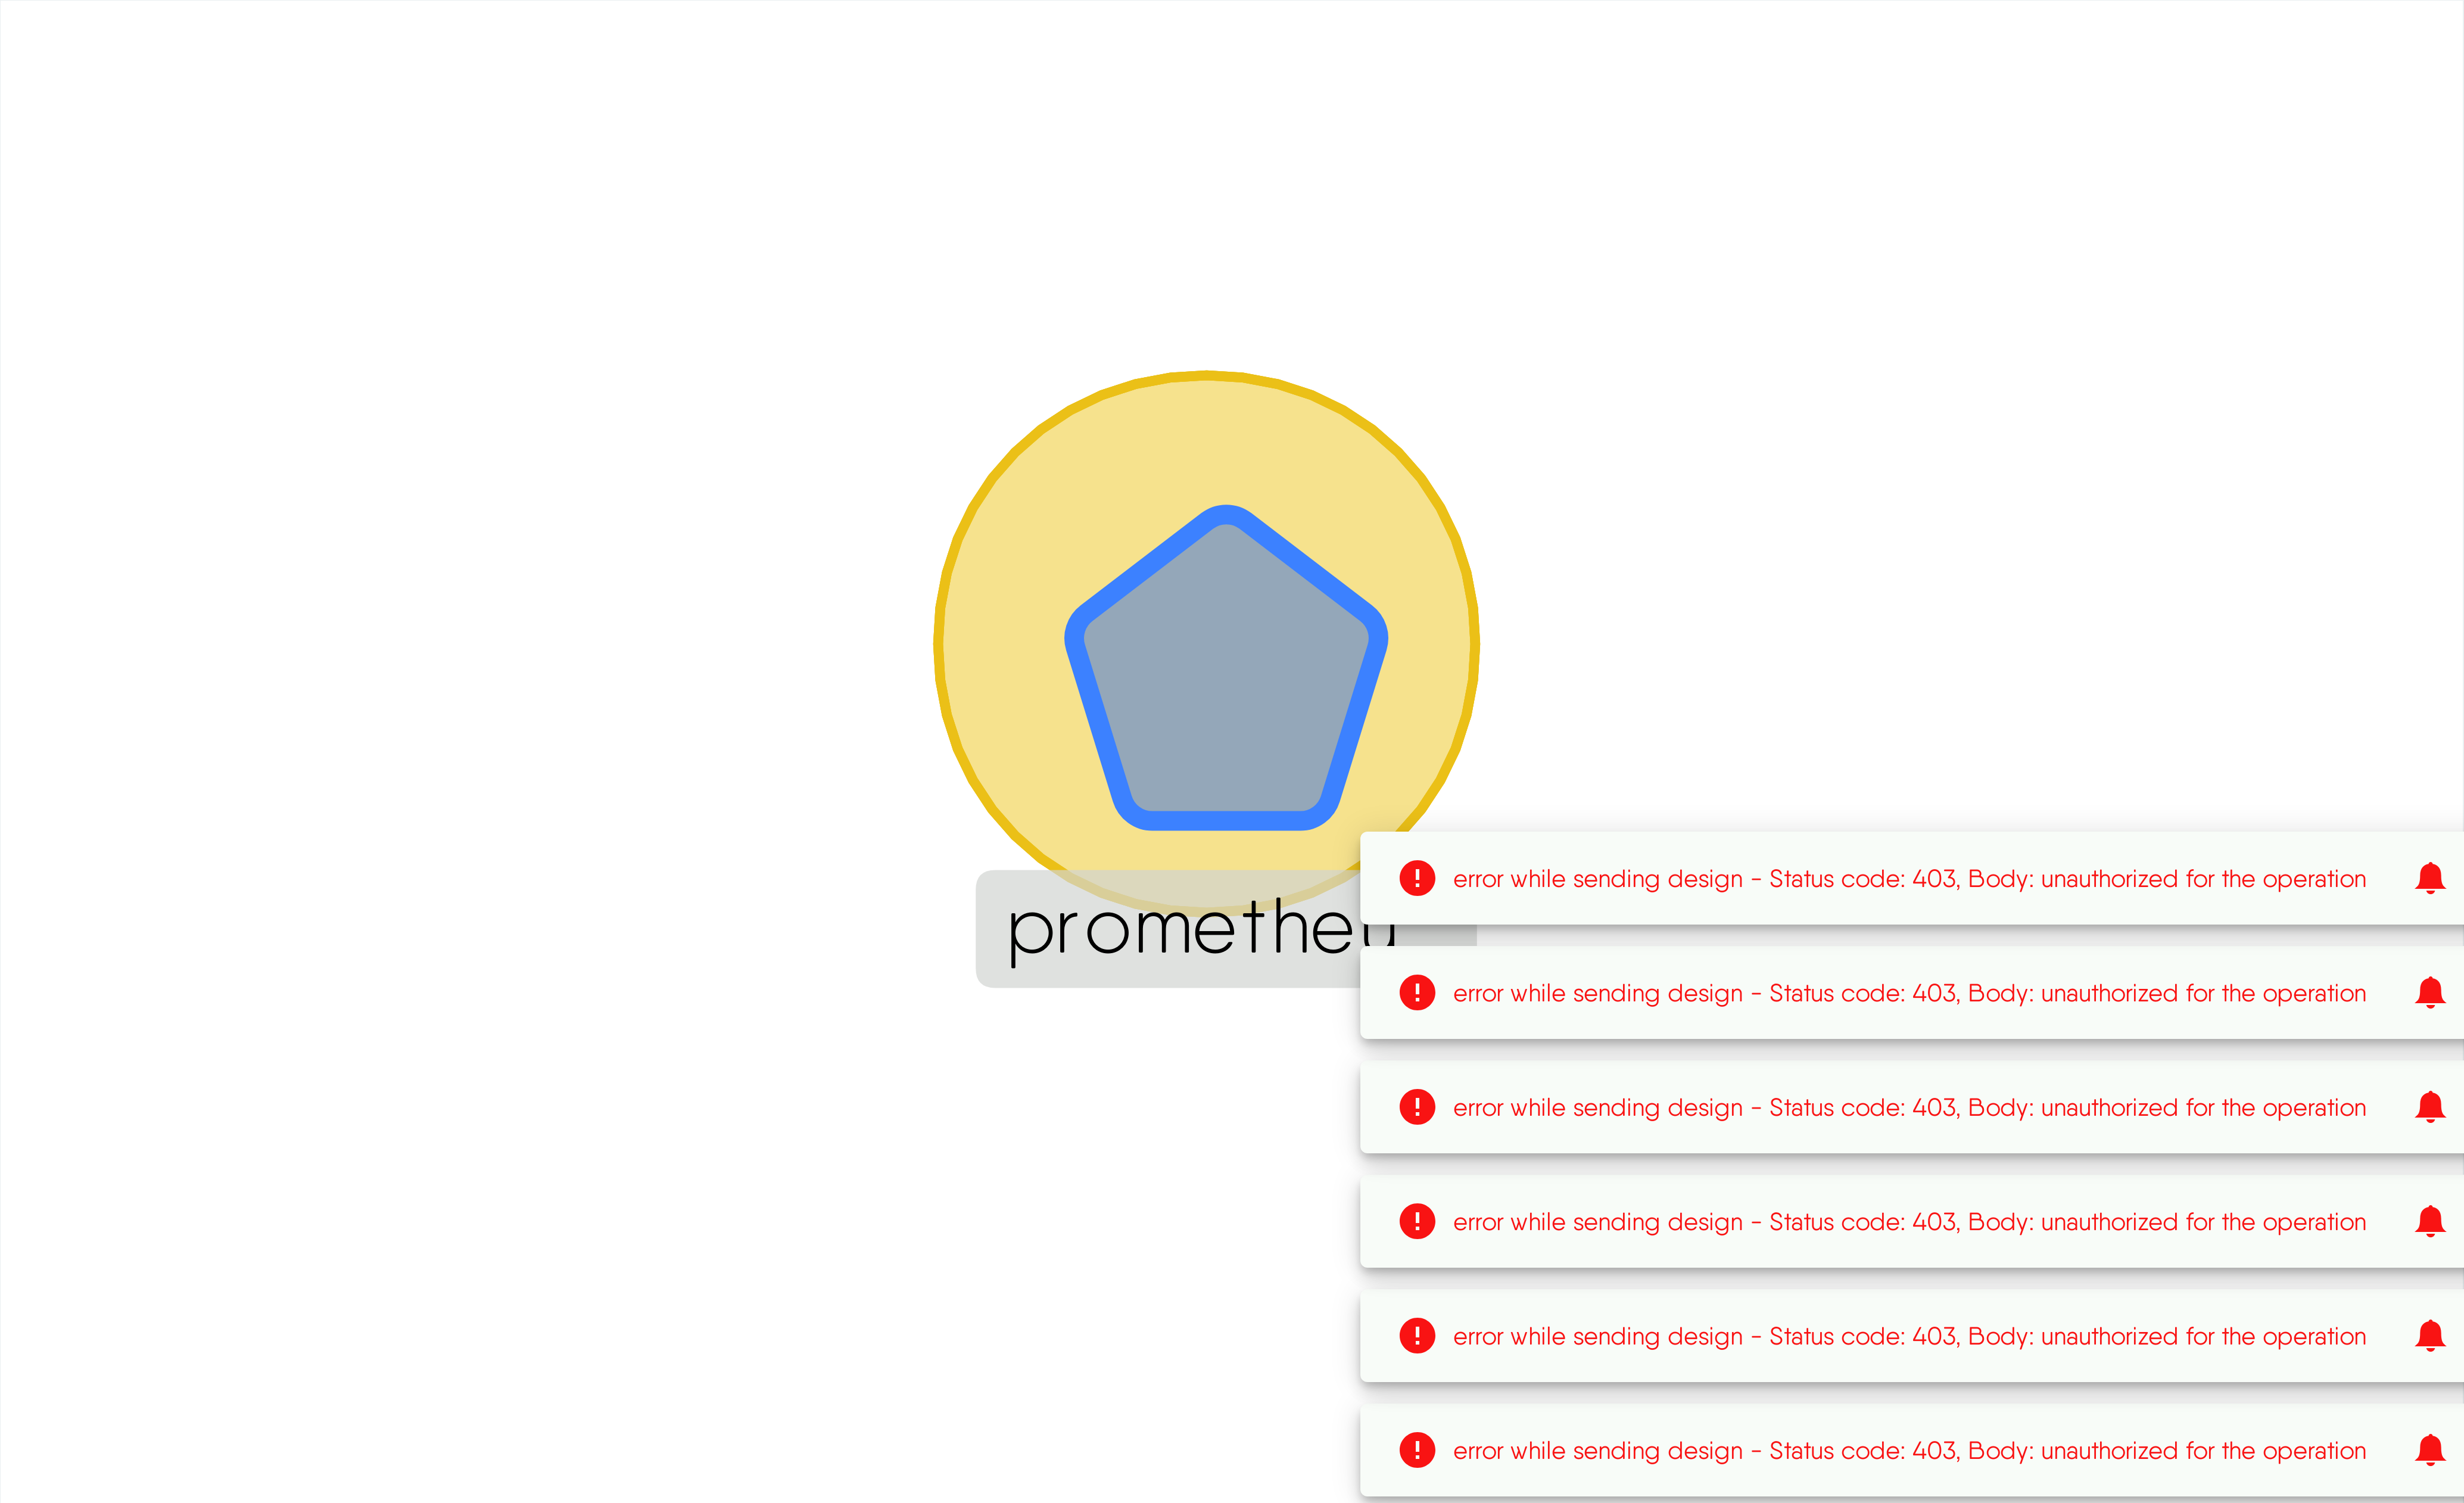 error while sending design - Status code: 403, Body: unauthorized for the operation
prometheu
error while sending design - Status code: 403, Body: unauthorized for the operation
error while sending design - Status code: 403, Body: unauthorized for the operation
error while sending design - Status code: 403, Body: unauthorized for the operation
error while sending design - Status code: 403, Body: unauthorized for the operation
error while sending design - Status code: 403, Body: unauthorized for the operation